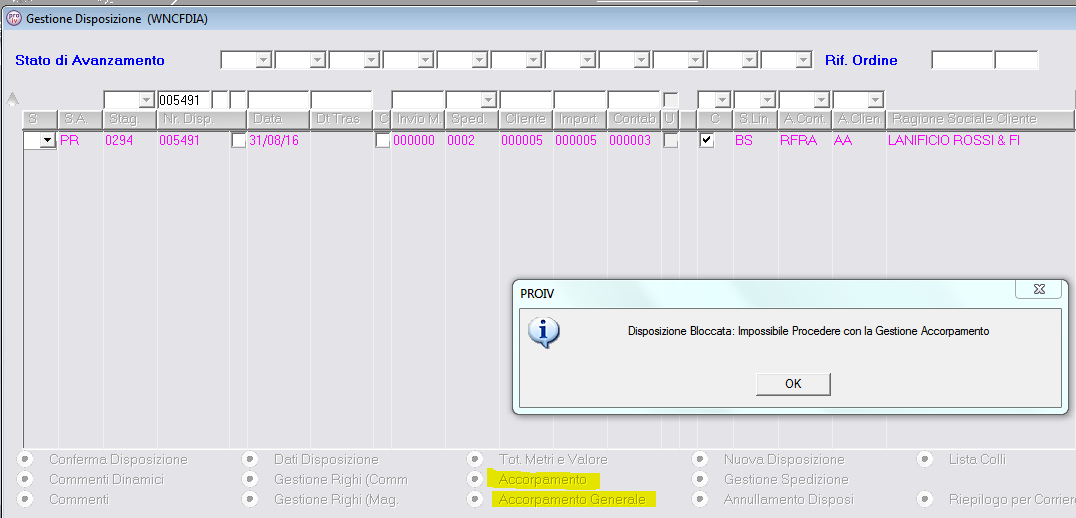 Gestione Disposizione (WNCFDIA)
Stato di Avanzamento Rif. Ordine
005491
S S.A. Stag. Nr. Disp. Data Dt Tras C Invio M. Sped. Cliente Import. Contab U C S.Lin A.Cont. A.Clien. Ragione Sociale Cliente
PR 0294 005491 31/08/16 000000 0002 000005 000005 000003 BS RFRA AA LANIFICIO ROSSI & FI
PROIV
Disposizione Bloccata: Impossibile Procedere con la Gestione Accorpamento
OK
Conferma Disposizione Dati Disposizione Tot. Metri e Valore Nuova Disposizione Lista Colli
Commenti Dinamici Gestione Righi (Comm Accorpamento Gestione Spedizione
Commenti Gestione Righi (Mag. Accorpamento Generale Annullamento Disposi Riepilogo per Corrier